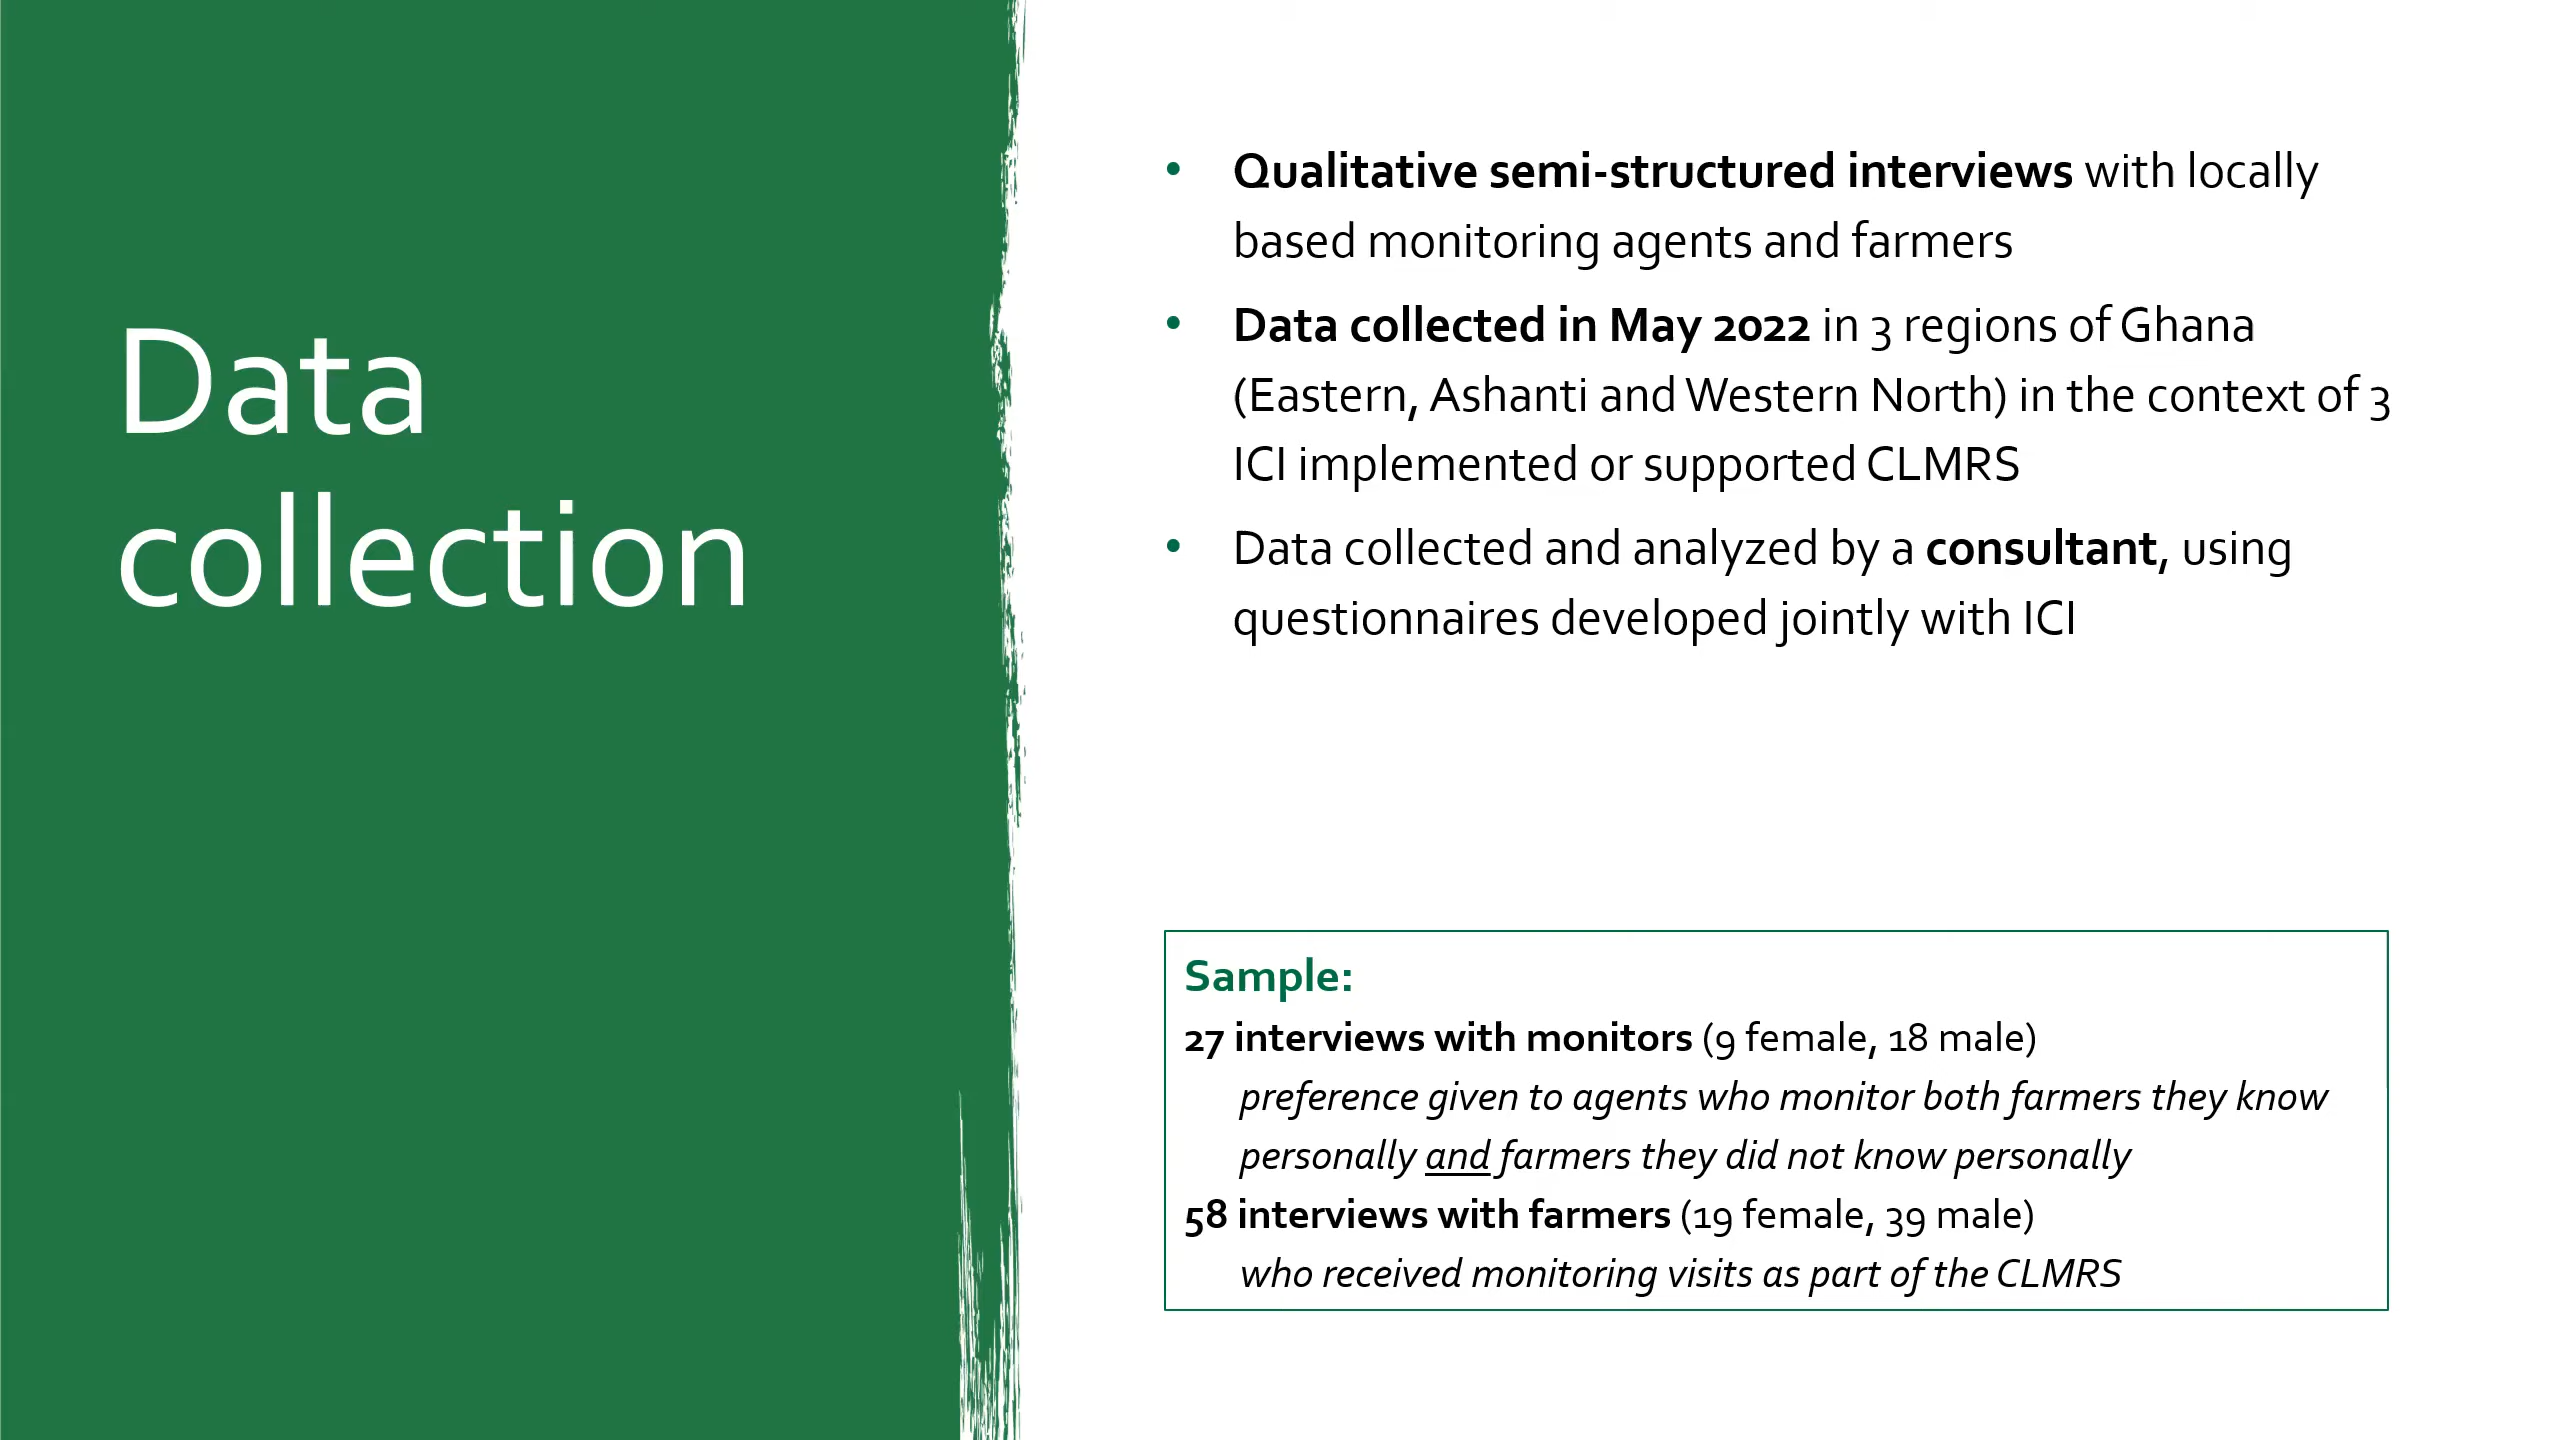 Data
collection
• Qualitative semi-structured interviews with locally
based monitoring agents and farmers
• Data collected in May 2022 in 3 regions of Ghana
(Eastern, Ashanti and Western North) in the context of 3
ICI implemented or supported CLMRS
• Data collected and analyzed by a consultant, using
questionnaires developed jointly with ICI
Sample:
27 interviews with monitors (9 female, 18 male)
preference given to agents who monitor both farmers they know
personally and farmers they did not know personally
58 interviews with farmers (19 female, 39 male)
who received monitoring visits as part of the CLMRS